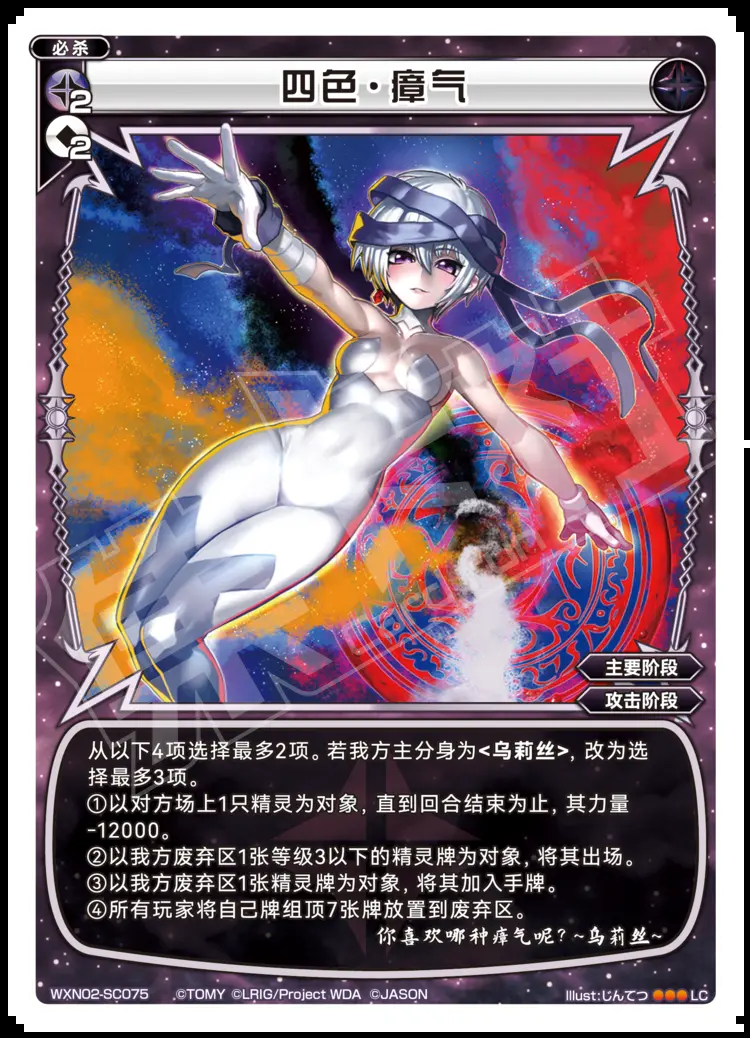 必杀
四色·瘴气
2
2
主要阶段
攻击阶段
从以下4项选择最多2项。若我方主分身为<乌莉丝>，改为选
择最多3项。
①以对方场上1只精灵为对象，直到回合结束为止，其力量
-12000。
②以我方废弃区1张等级3以下的精灵牌为对象，将其出场。
③以我方废弃区1张精灵牌为对象，将其加入手牌。
④所有玩家将自己牌组顶7张牌放置到废弃区。
你喜欢哪种瘴气呢？~乌莉丝~
WXN02-SC075 ©TOMY ©LRIG/Project WDA ©JASON Illust:じんてつ LC